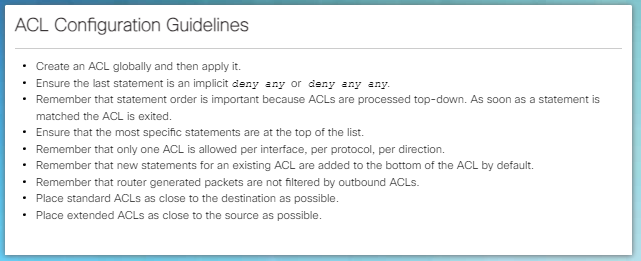 ACL Configuration Guidelines
• Create an ACL globally and then apply it.
• Ensure the last statement is an implicit deny any or deny any any.
• Remember that statement order is important because ACLs are processed top-down. As soon as a statement is
matched the ACL is exited.
• Ensure that the most specific statements are at the top of the list.
• Remember that only one ACL is allowed per interface, per protocol, per direction.
• Remember that new statements for an existing ACL are added to the bottom of the ACL by default.
• Remember that router generated packets are not filtered by outbound ACLs.
• Place standard ACLs as close to the destination as possible.
• Place extended ACLs as close to the source as possible.